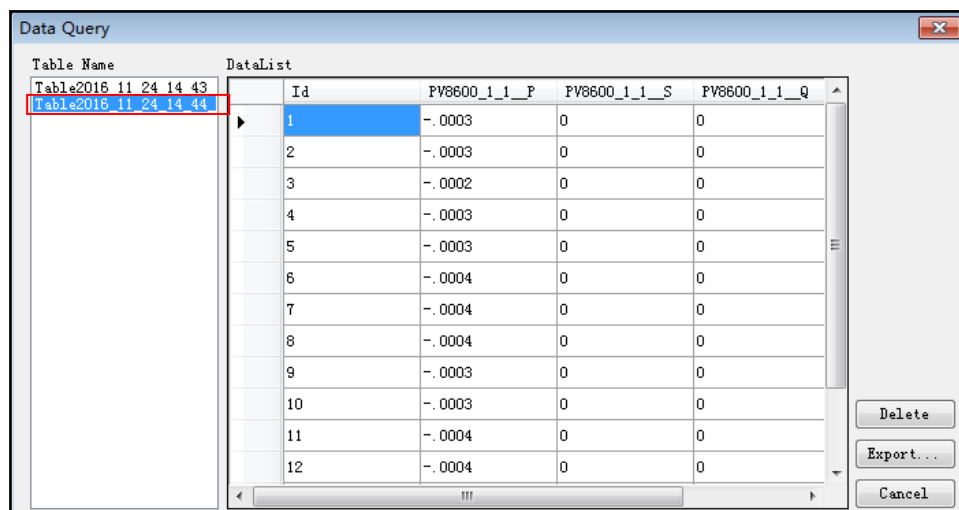 Data Query
Table Name
DataList
Table2016_11_24_14_43
Table2016_11_24_14_44
Id PV8600_1_1__P PV8600_1_1__S PV8600_1_1__Q
1 -.0003 0 0
2 -.0003 0 0
3 -.0002 0 0
4 -.0003 0 0
5 -.0003 0 0
6 -.0004 0 0
7 -.0004 0 0
8 -.0004 0 0
9 -.0003 0 0
10 -.0003 0 0
11 -.0004 0 0
12 -.0004 0 0
Delete
Export...
Cancel